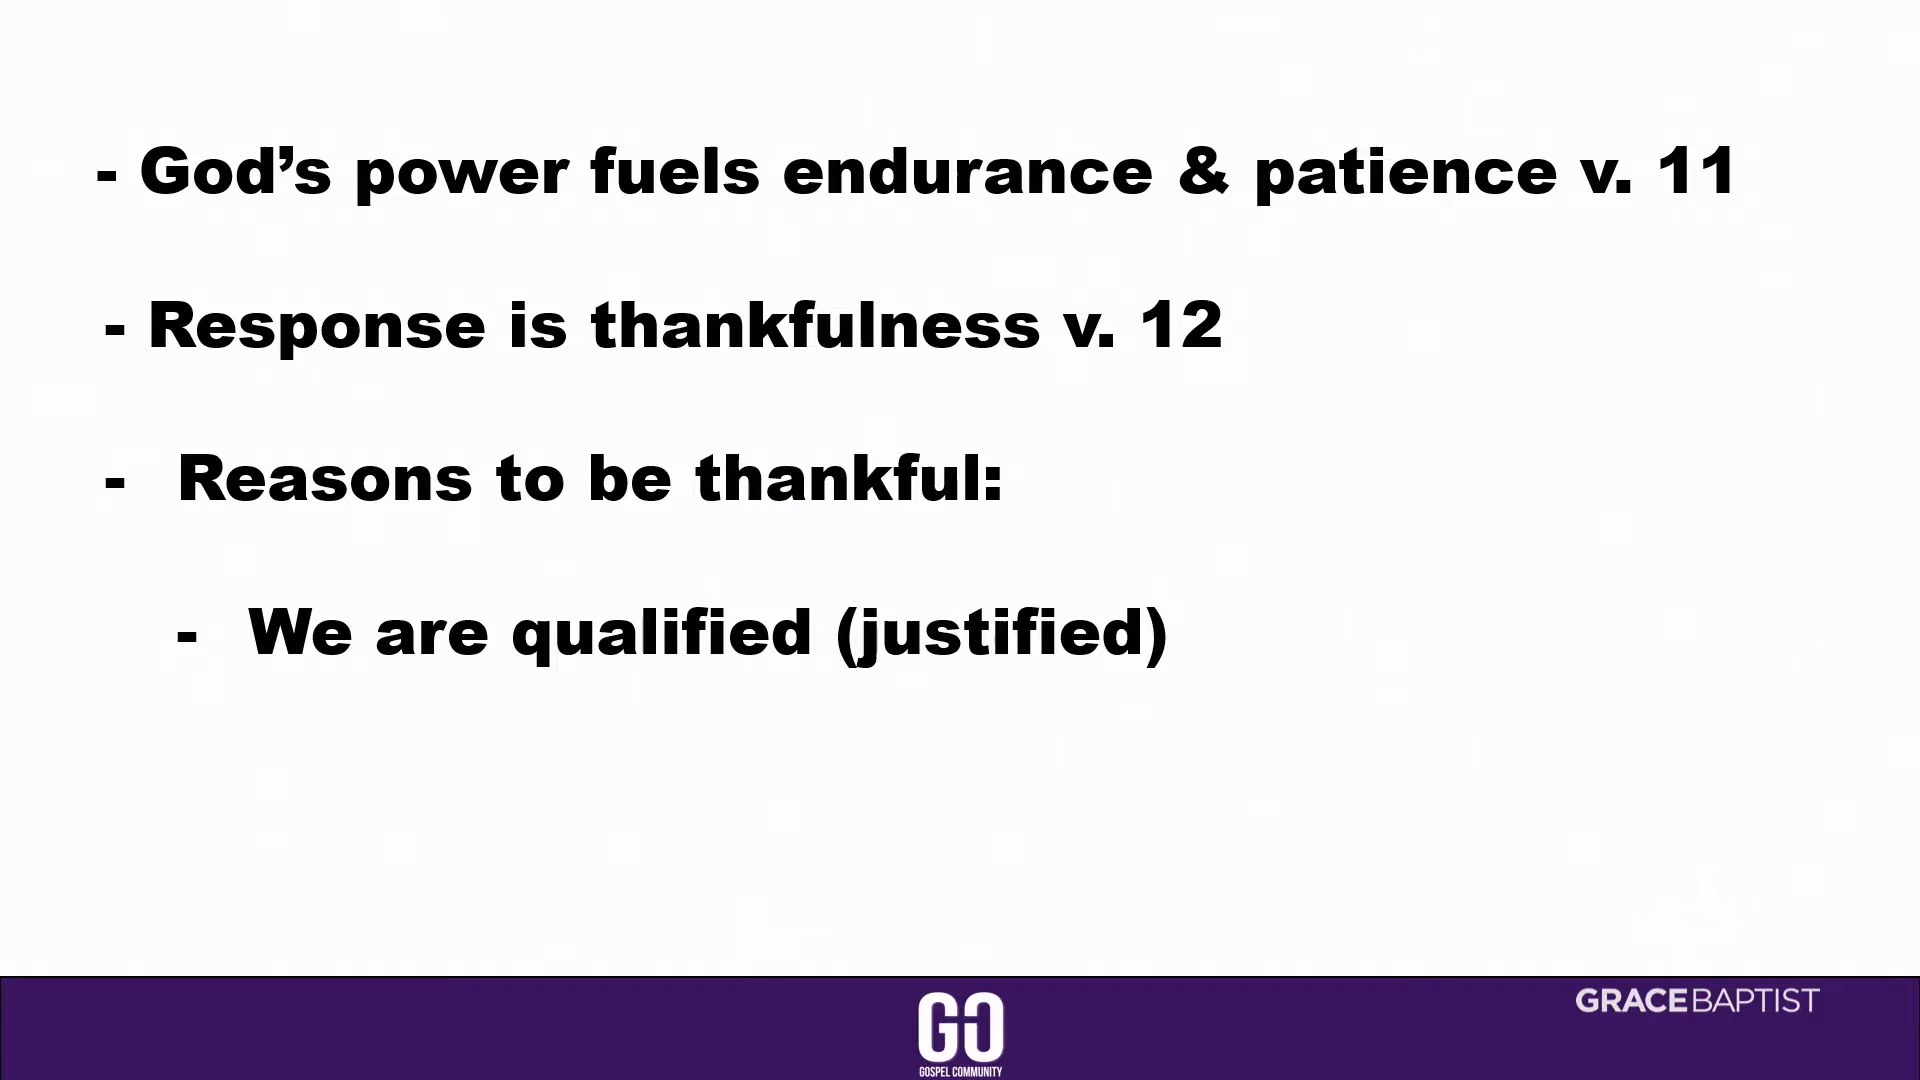 - God’s power fuels endurance & patience v. 11
- Response is thankfulness v. 12
- Reasons to be thankful:
- We are qualified (justified)
GRACEBAPTIST
GO
GOSPEL COMMUNITY